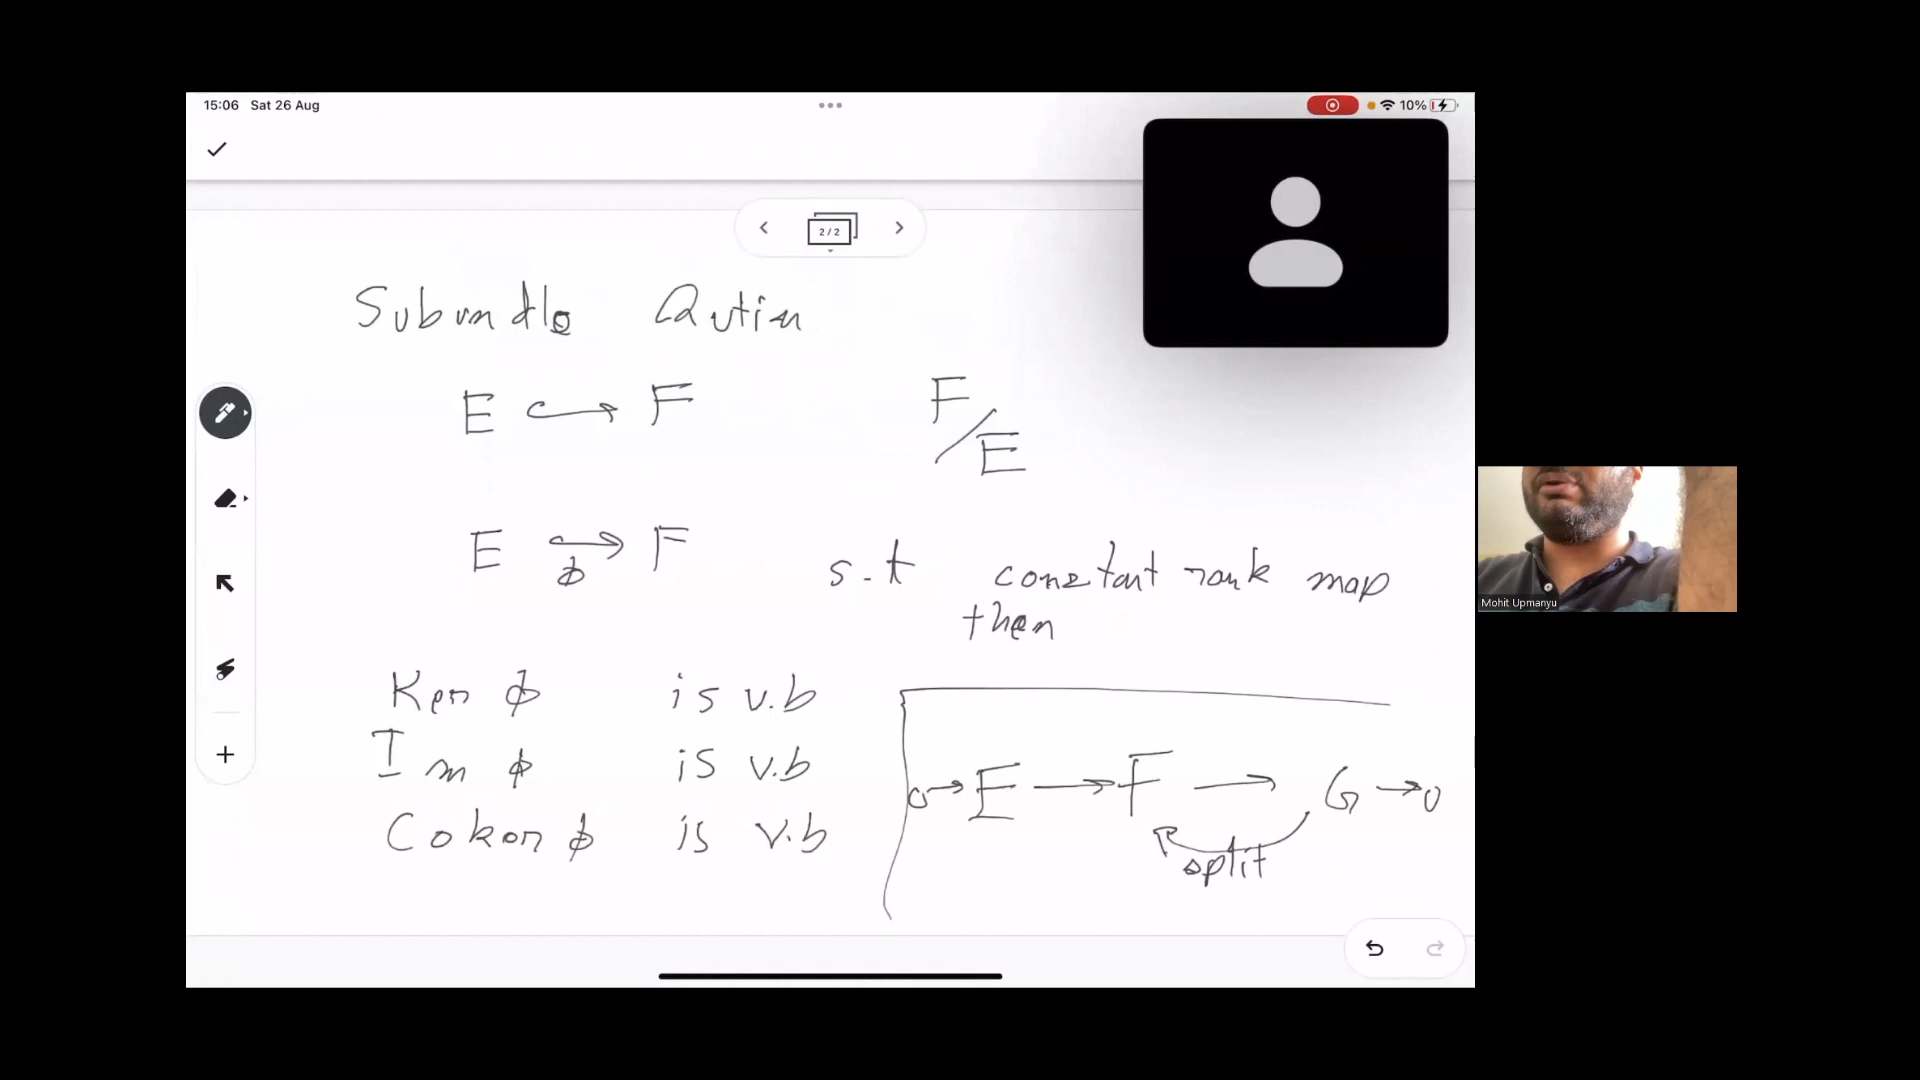 15:06 Sat 26 Aug
10%
2 / 2
Subundle Qutien
E ↪ F F/E
E ↪ F s.t constant rank map
ϕ
then
Ker ϕ is v.b
Im ϕ is v.b
Coker ϕ is v.b
0 → E → F → G → 0
split
Mohit Upmanyu